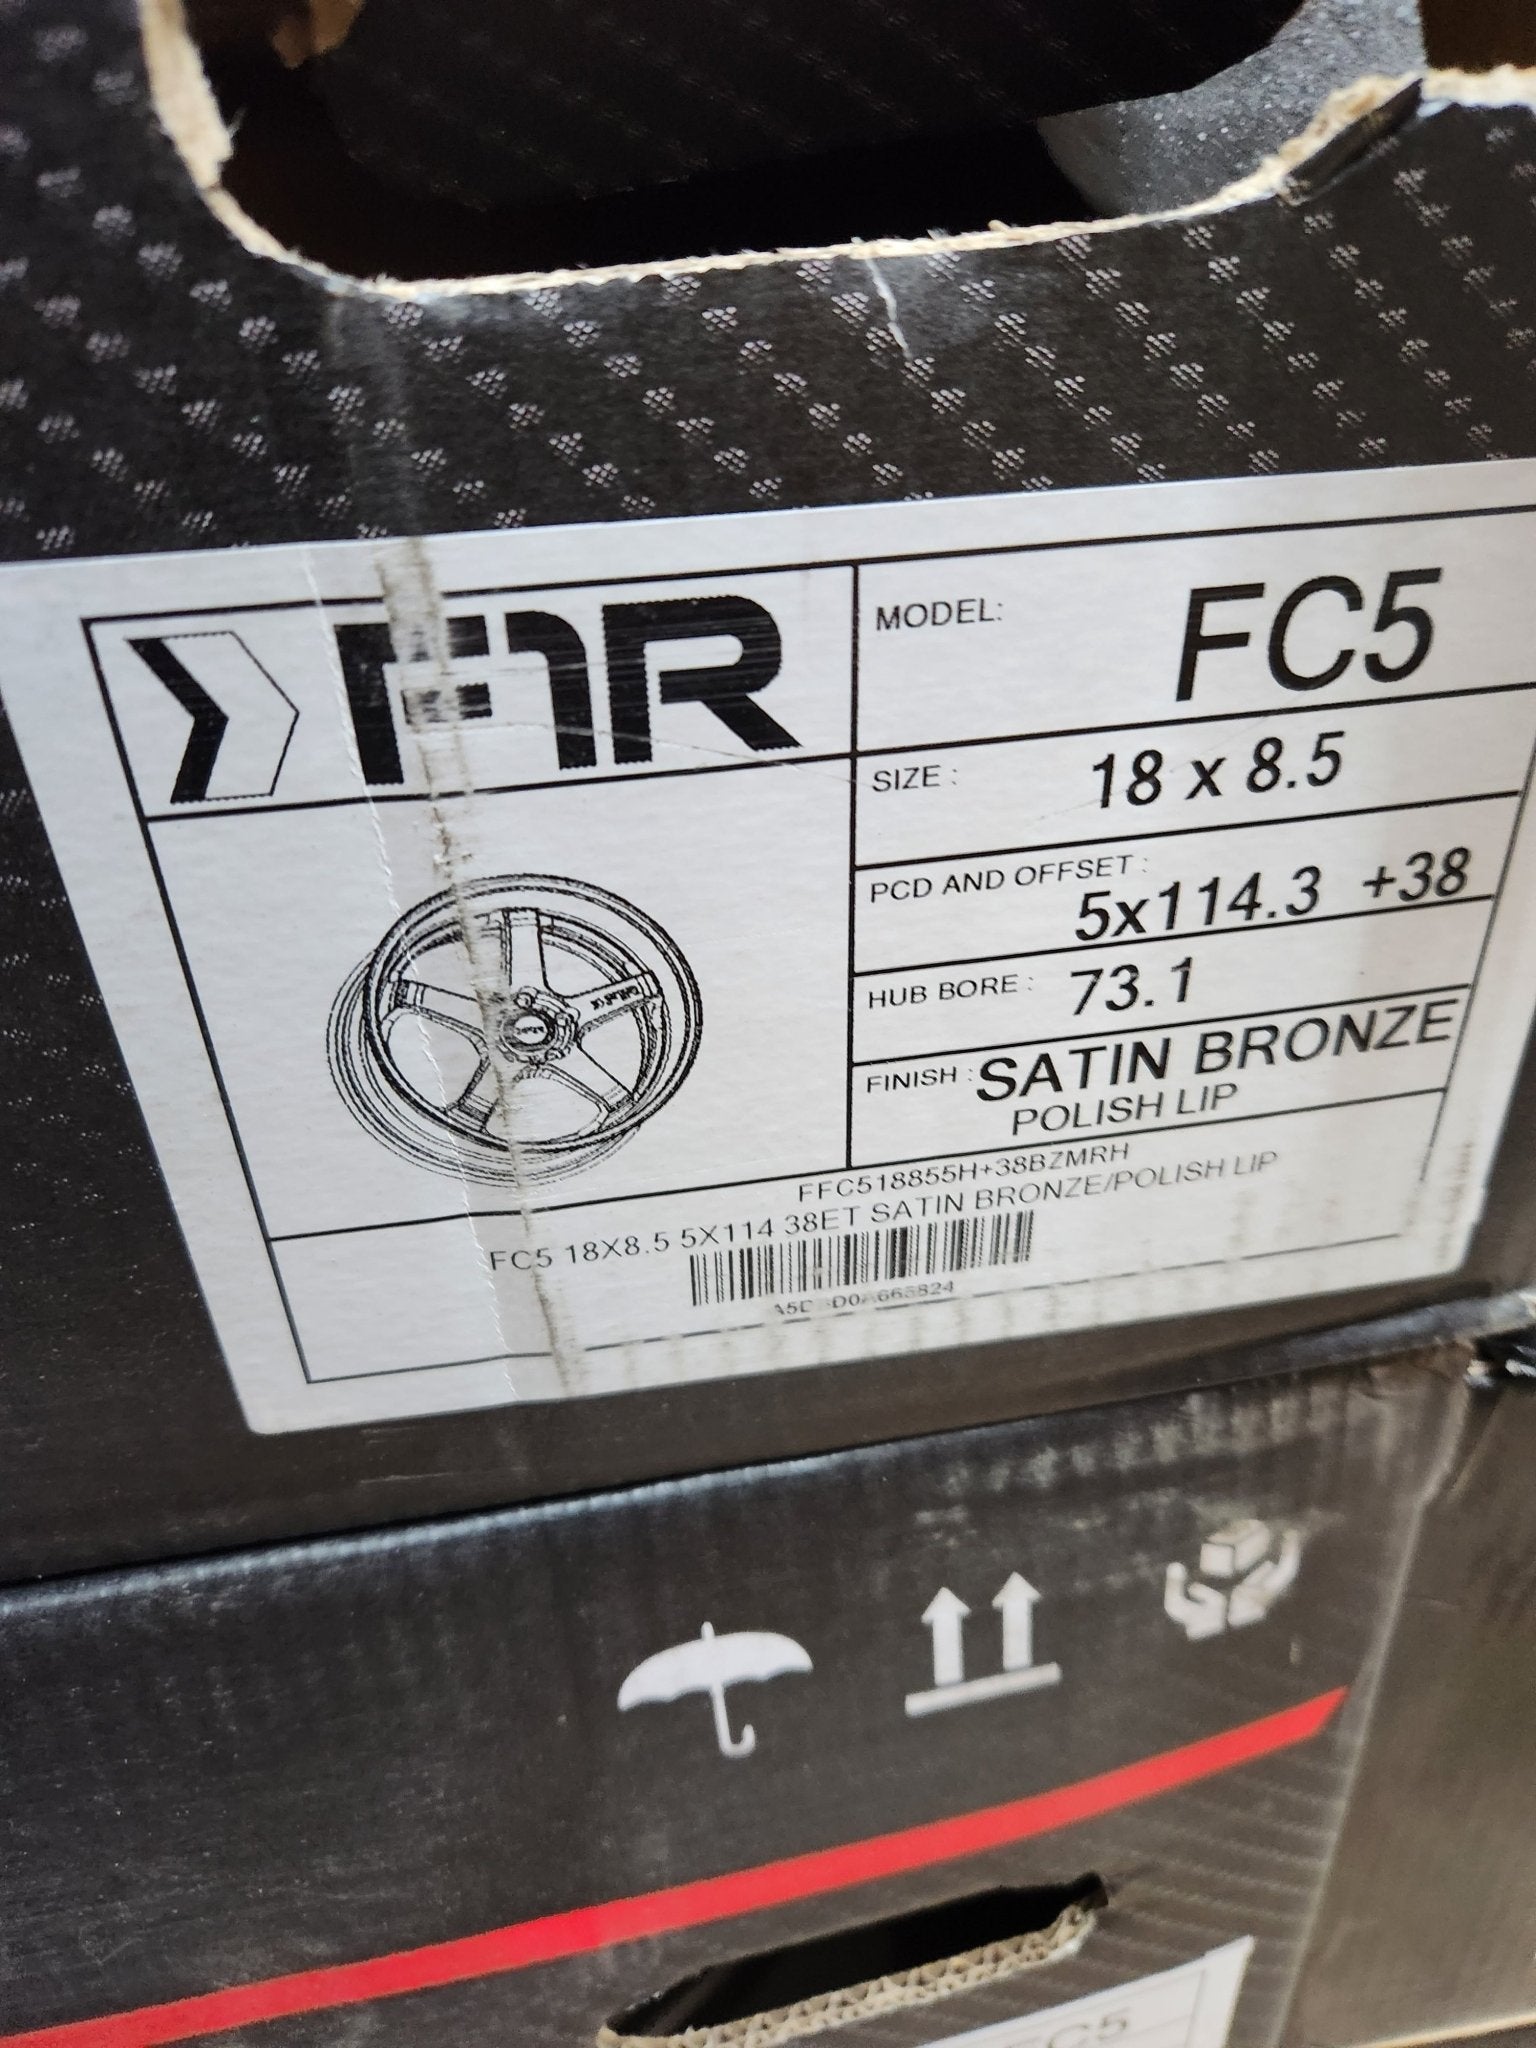 F1R
MODEL: FC5
SIZE : 18 x 8.5
PCD AND OFFSET : 5x114.3 +38
HUB BORE : 73.1
FINISH : SATIN BRONZE
POLISH LIP
FFC518855H+38BZMRH
FC5 18X8.5 5X114 38ET SATIN BRONZE/POLISH LIP
FC5